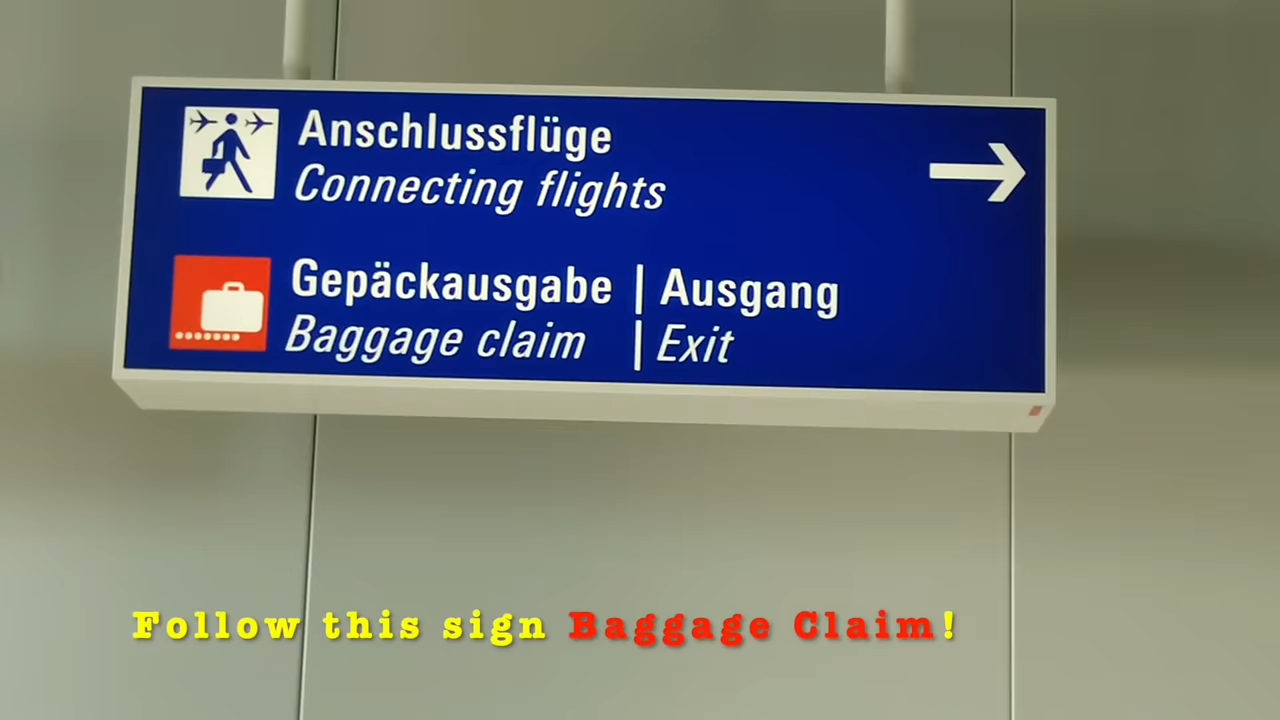 Anschlussflüge
Connecting flights
Gepäckausgabe | Ausgang
Baggage claim | Exit
Follow this sign Baggage Claim!